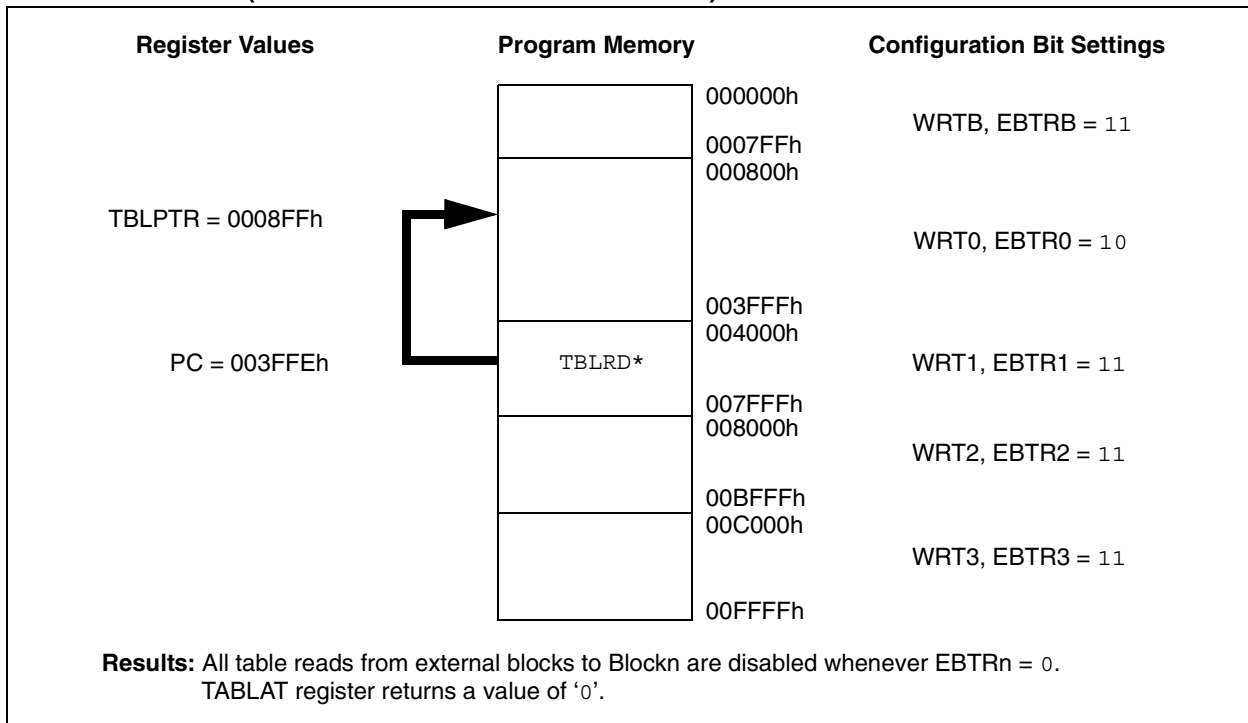 Register Values
Program Memory
Configuration Bit Settings
000000h
WRTB, EBTRB = 11
0007FFh
000800h
TBLPTR = 0008FFh
WRT0, EBTR0 = 10
003FFFh
004000h
PC = 003FFEh
TBLRD*
WRT1, EBTR1 = 11
007FFFh
008000h
WRT2, EBTR2 = 11
00BFFFh
00C000h
WRT3, EBTR3 = 11
00FFFFh
Results: All table reads from external blocks to Blockn are disabled whenever EBTRn = 0.
TABLAT register returns a value of ‘0’.